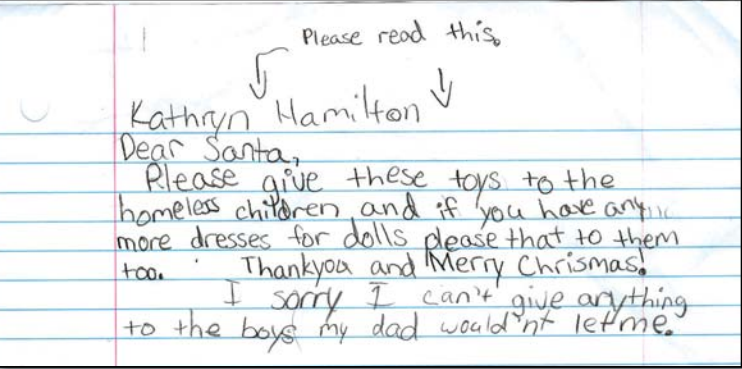 Please read this.
Kathryn Hamilton
Dear Santa,
Please give these toys to the
homeless children and if you have any
more dresses for dolls please that to them
too. Thankyou and Merry Chrismas!
I sorry I can't give anything
to the boys my dad would'nt let me.